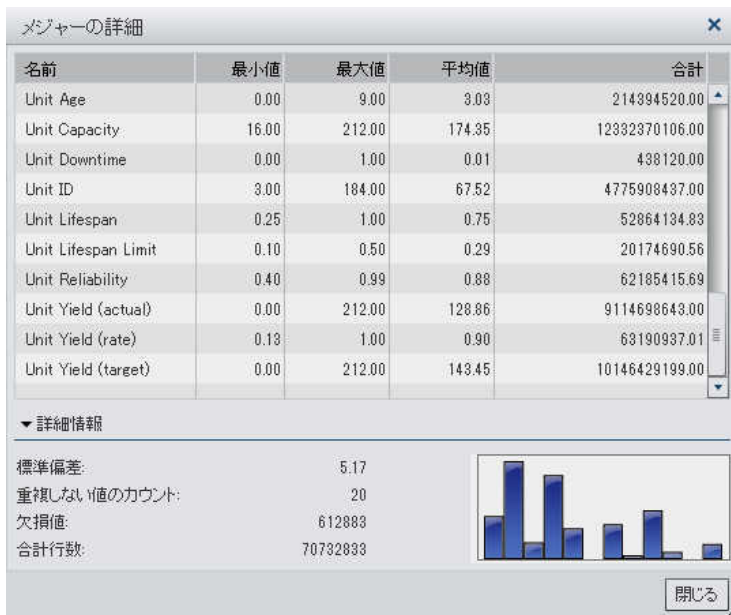 メジャーの詳細
名前 最小値 最大値 平均値 合計
Unit Age 0.00 9.00 3.03 214394520.00
Unit Capacity 16.00 212.00 174.35 12332370106.00
Unit Downtime 0.00 1.00 0.01 438120.00
Unit ID 3.00 184.00 67.52 4775908437.00
Unit Lifespan 0.25 1.00 0.75 52864134.83
Unit Lifespan Limit 0.10 0.50 0.29 20174690.56
Unit Reliability 0.40 0.99 0.88 62185415.69
Unit Yield (actual) 0.00 212.00 128.86 9114698643.00
Unit Yield (rate) 0.13 1.00 0.90 63190937.01
Unit Yield (target) 0.00 212.00 143.45 10146429199.00
▼詳細情報
標準偏差: 5.17
重複しない値のカウント: 20
欠損値: 612883
合計行数: 70732833
閉じる